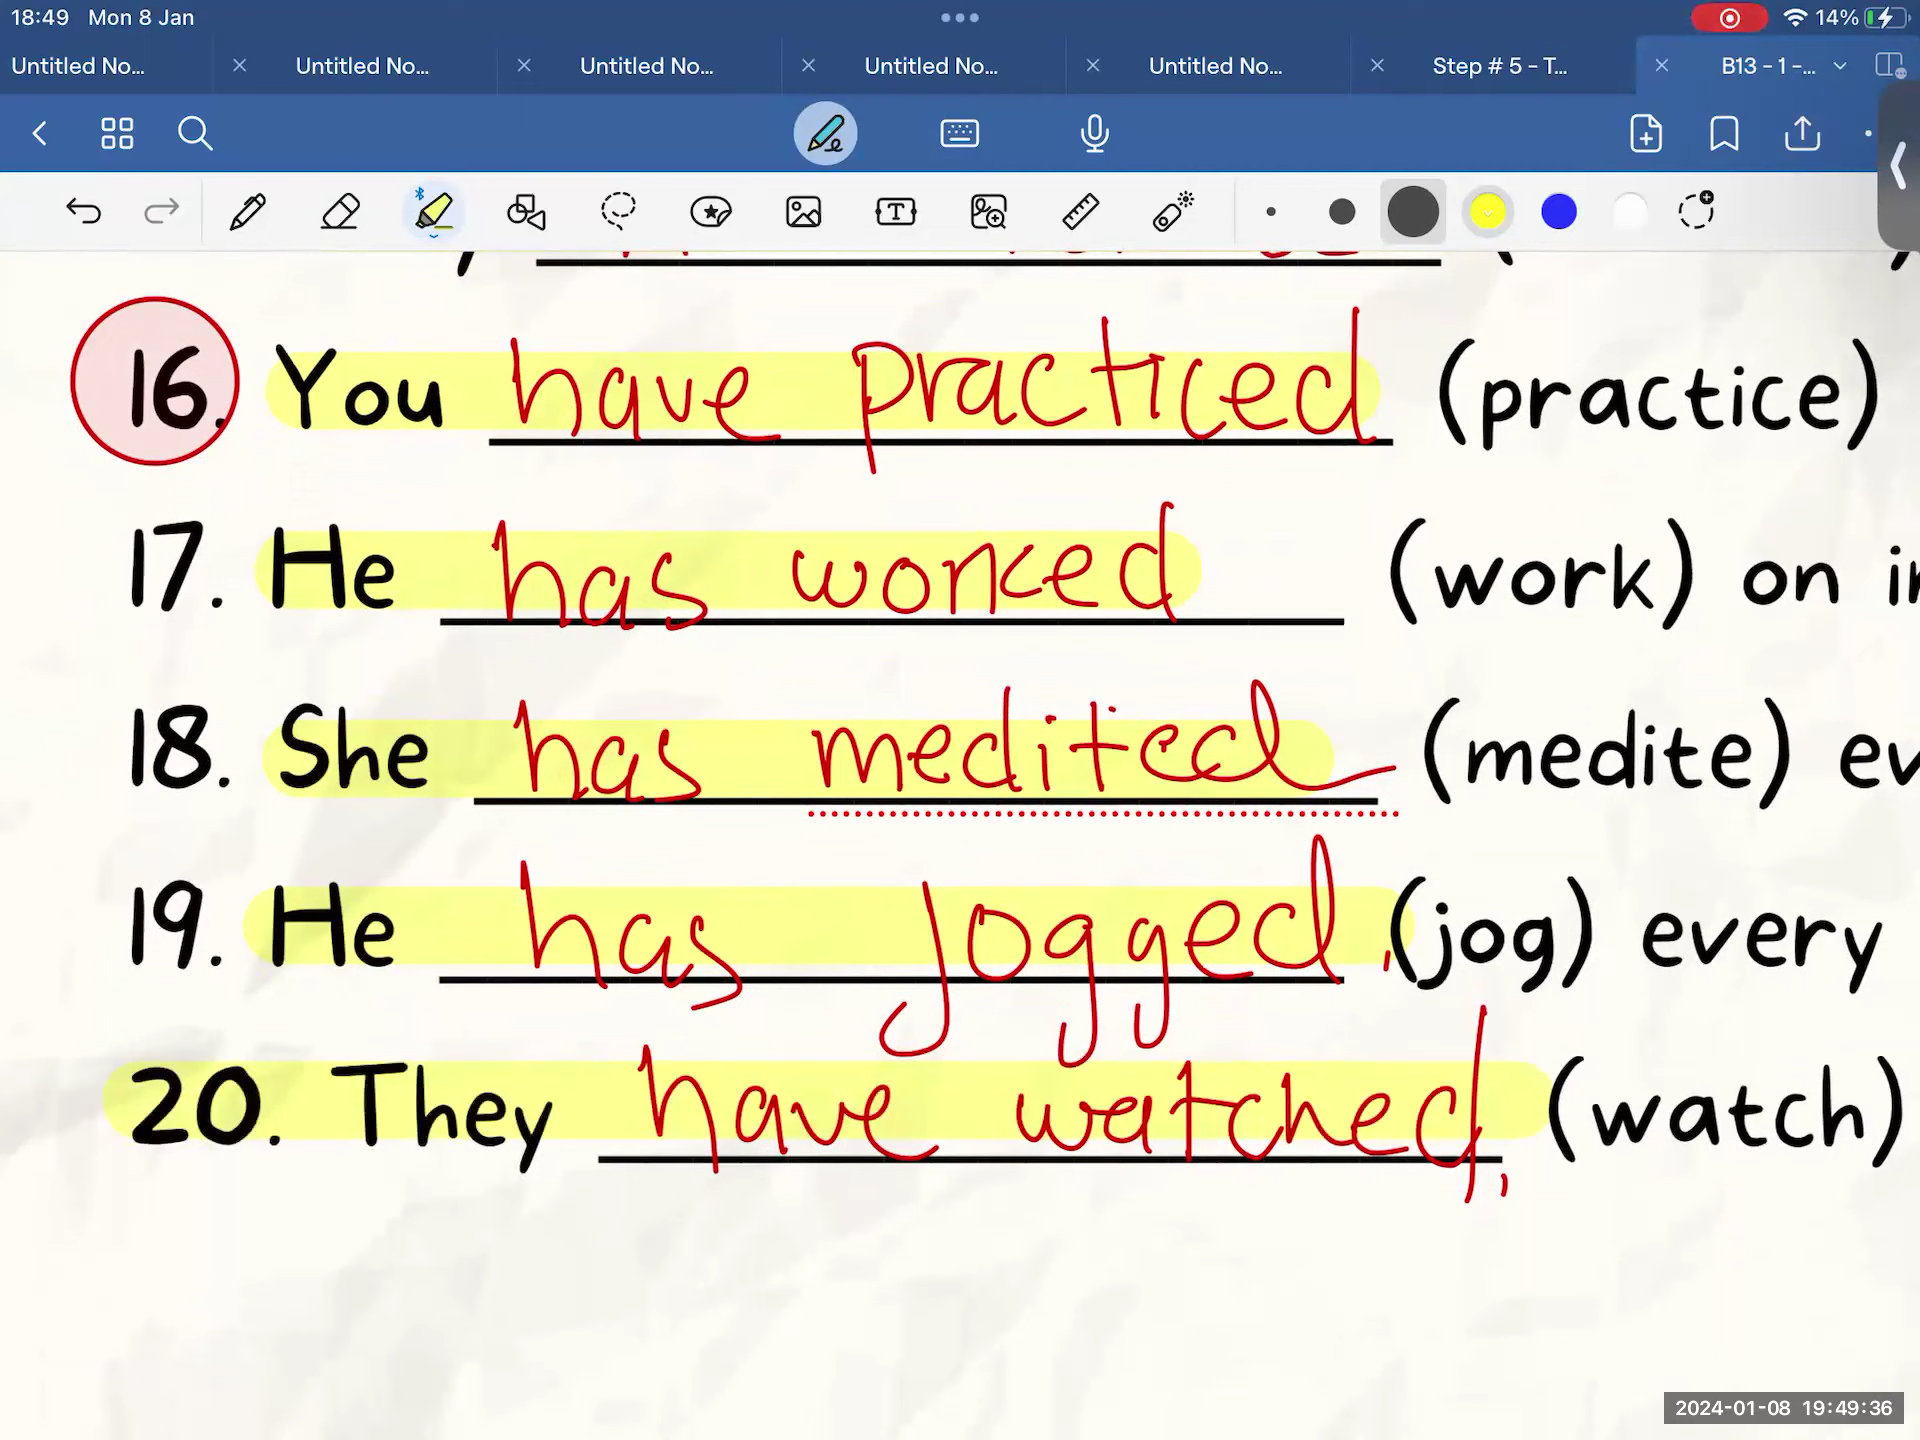 18:49 Mon 8 Jan
14%
Untitled No... Untitled No... Untitled No... Untitled No... Untitled No... Step # 5 - T... B13 - 1 -...
16. You have practiced (practice)
17. He has worked (work) on
18. She has medited (medite) ev
19. He has jogged (jog) every
20. They have watched (watch)
2024-01-08 19:49:36